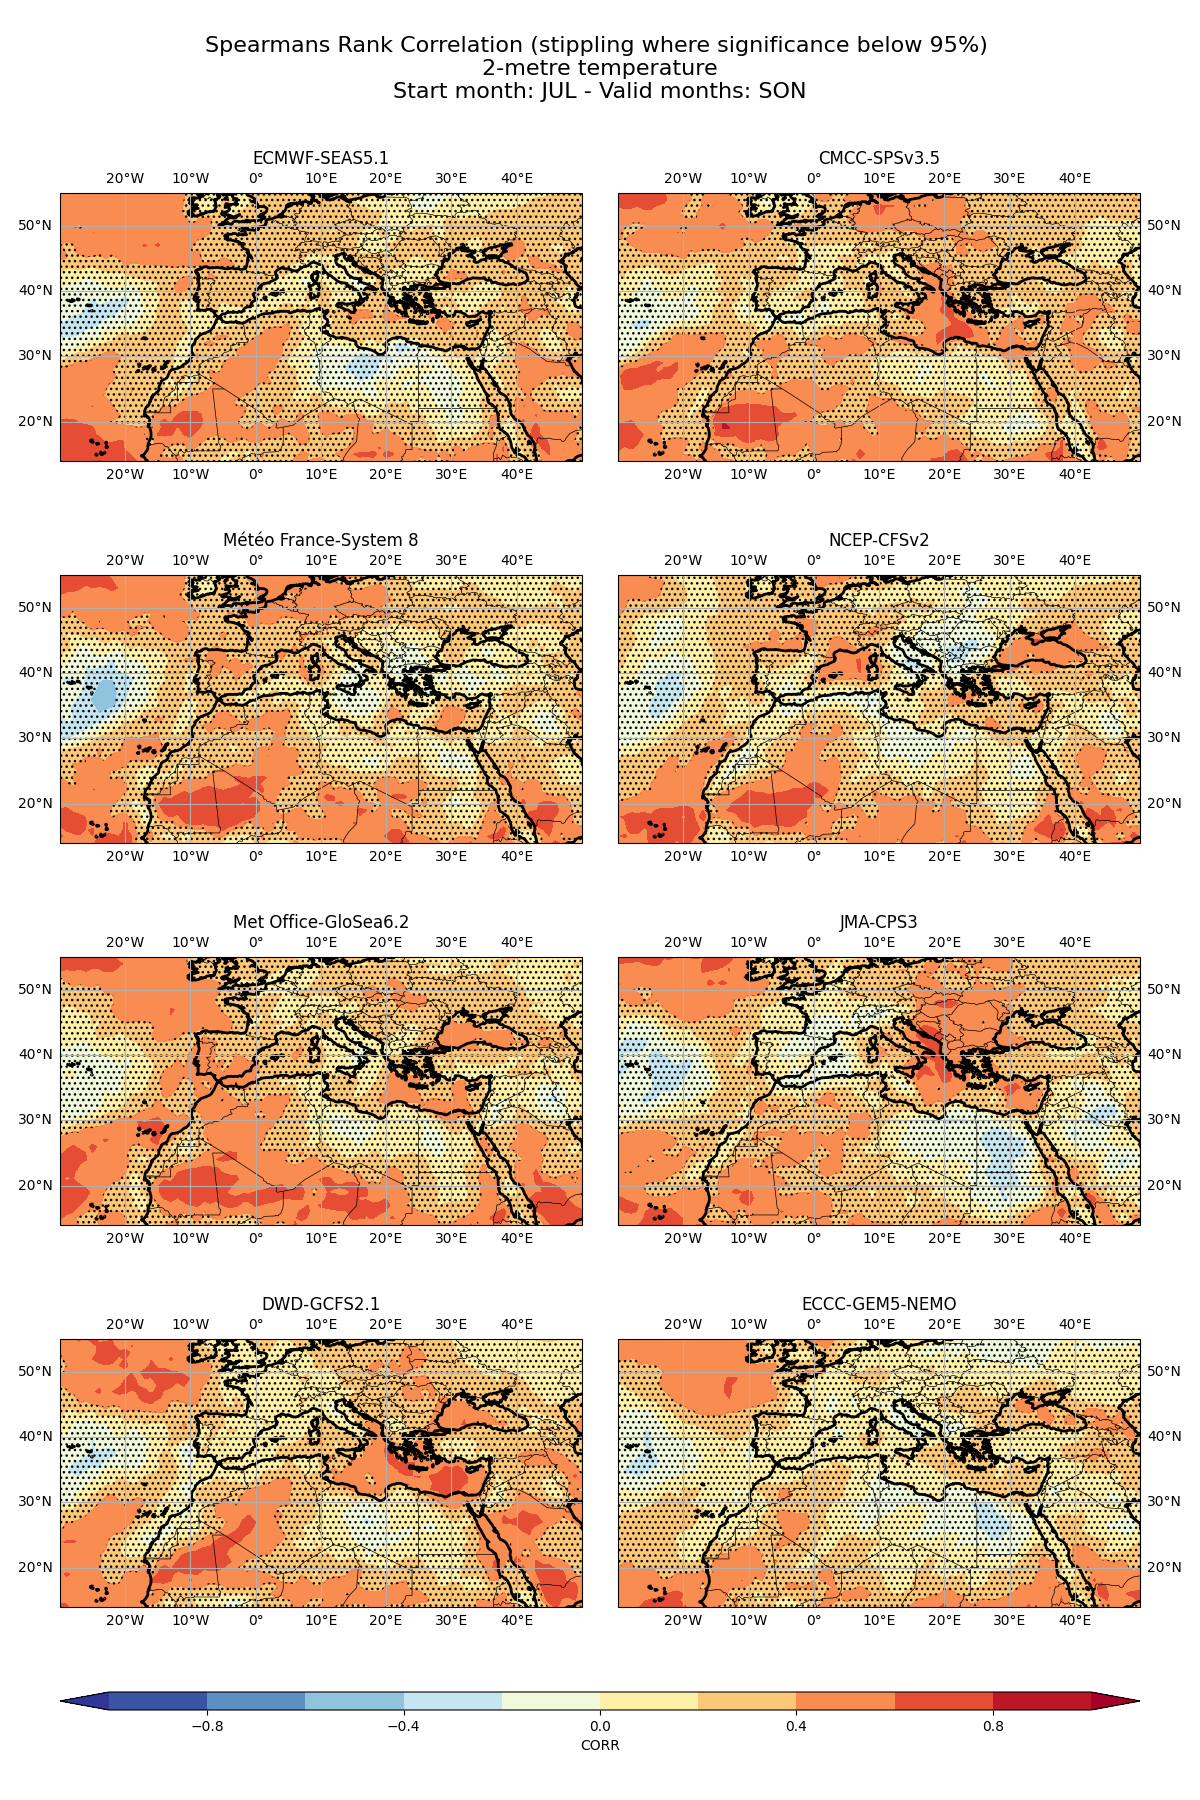 Spearmans Rank Correlation (stippling where significance below 95%)
2-metre temperature
Start month: JUL - Valid months: SON
ECMWF-SEAS5.1
20°W 10°W 0° 10°E 20°E 30°E 40°E
50°N
40°N
30°N
20°N
20°W 10°W 0° 10°E 20°E 30°E 40°E
CMCC-SPSv3.5
20°W 10°W 0° 10°E 20°E 30°E 40°E
50°N
40°N
30°N
20°N
20°W 10°W 0° 10°E 20°E 30°E 40°E
Météo France-System 8
20°W 10°W 0° 10°E 20°E 30°E 40°E
50°N
40°N
30°N
20°N
20°W 10°W 0° 10°E 20°E 30°E 40°E
NCEP-CFSv2
20°W 10°W 0° 10°E 20°E 30°E 40°E
50°N
40°N
30°N
20°N
20°W 10°W 0° 10°E 20°E 30°E 40°E
Met Office-GloSea6.2
20°W 10°W 0° 10°E 20°E 30°E 40°E
50°N
40°N
30°N
20°N
20°W 10°W 0° 10°E 20°E 30°E 40°E
JMA-CPS3
20°W 10°W 0° 10°E 20°E 30°E 40°E
50°N
40°N
30°N
20°N
20°W 10°W 0° 10°E 20°E 30°E 40°E
DWD-GCFS2.1
20°W 10°W 0° 10°E 20°E 30°E 40°E
50°N
40°N
30°N
20°N
20°W 10°W 0° 10°E 20°E 30°E 40°E
ECCC-GEM5-NEMO
20°W 10°W 0° 10°E 20°E 30°E 40°E
50°N
40°N
30°N
20°N
20°W 10°W 0° 10°E 20°E 30°E 40°E
−0.8 −0.4 0.0 0.4 0.8
CORR